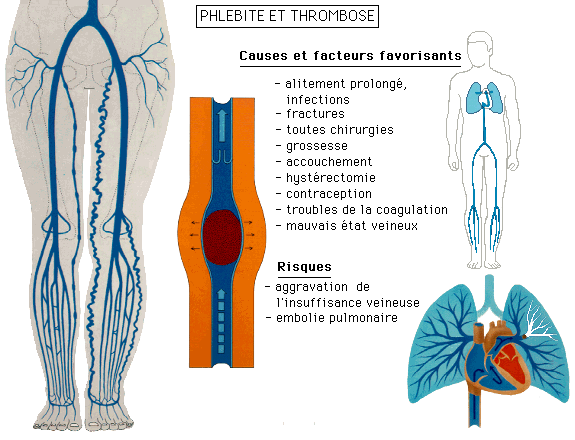 PHLEBITE ET THROMBOSE
Causes et facteurs favorisants
- alitement prolongé,
infections
- fractures
- toutes chirurgies
- grossesse
- accouchement
- hystérectomie
- contraception
- troubles de la coagulation
- mauvais état veineux
Risques
- aggravation de
l'insuffisance veineuse
- embolie pulmonaire